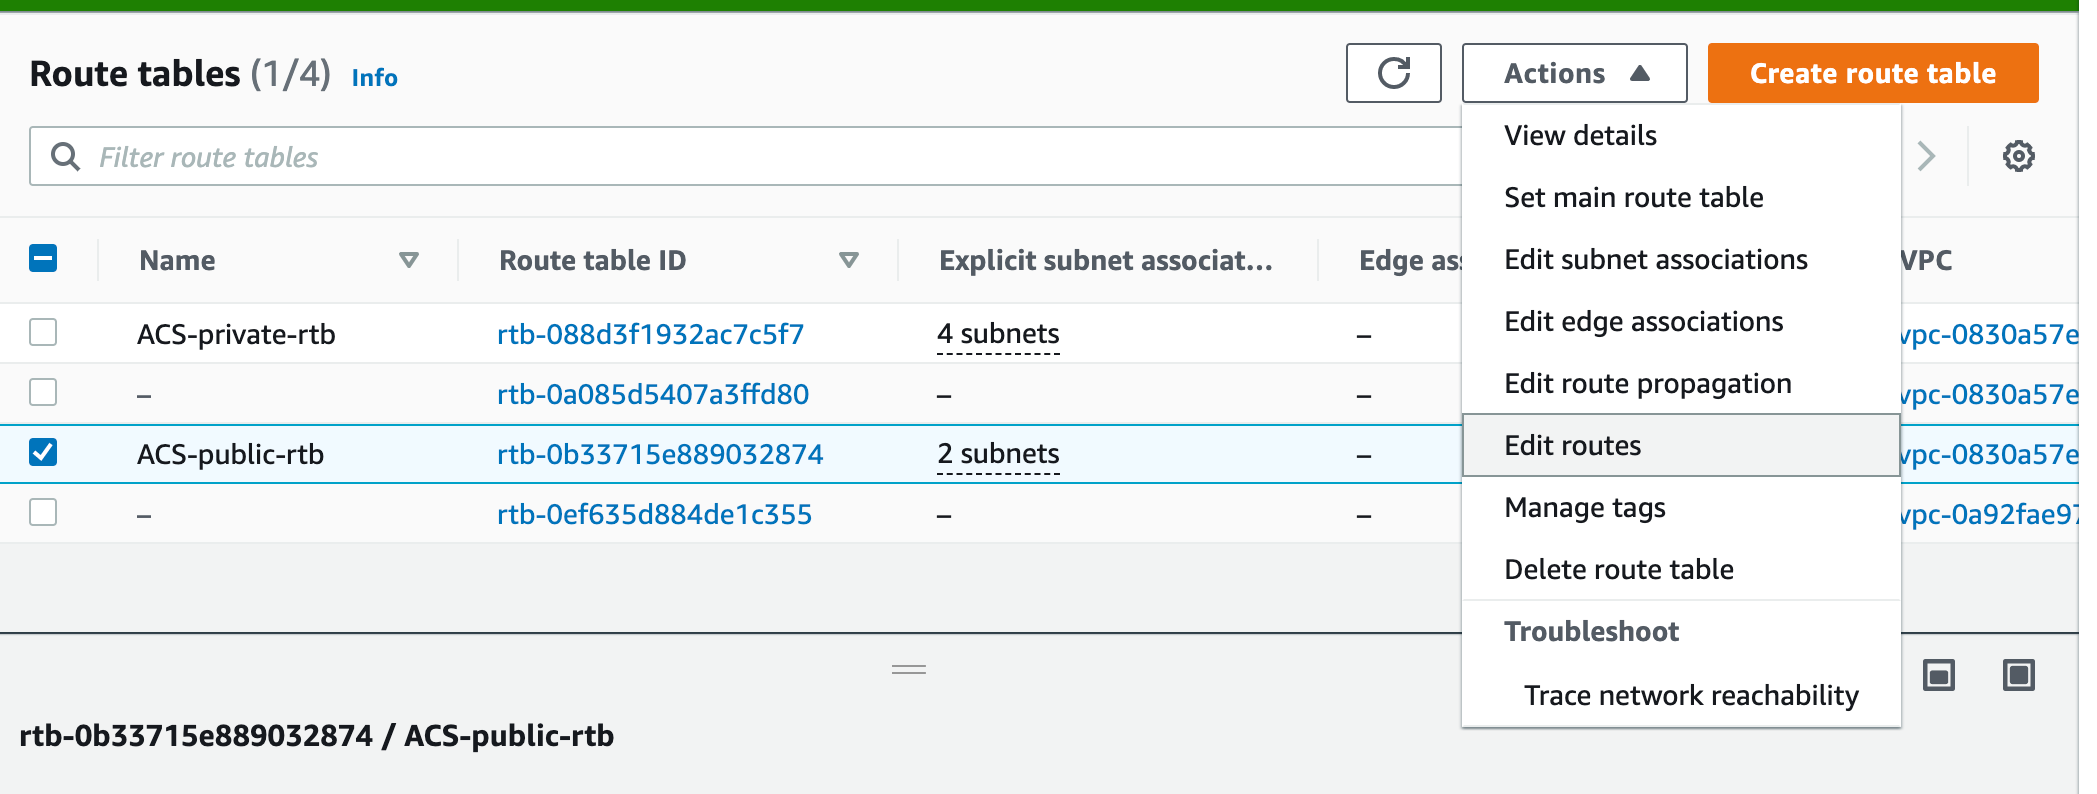 Route tables (1/4) Info
Actions
Create route table
Filter route tables
View details
Set main route table
Edit subnet associations
Edit edge associations
Edit route propagation
Edit routes
Manage tags
Delete route table
Troubleshoot
Trace network reachability
Name Route table ID Explicit subnet associat... Edge VPC
ACS-private-rtb rtb-088d3f1932ac7c5f7 4 subnets – vpc-0830a57e
– rtb-0a085d5407a3ffd80 – – vpc-0830a57e
ACS-public-rtb rtb-0b33715e889032874 2 subnets – vpc-0830a57e
– rtb-0ef635d884de1c355 – – vpc-0a92fae97
rtb-0b33715e889032874 / ACS-public-rtb